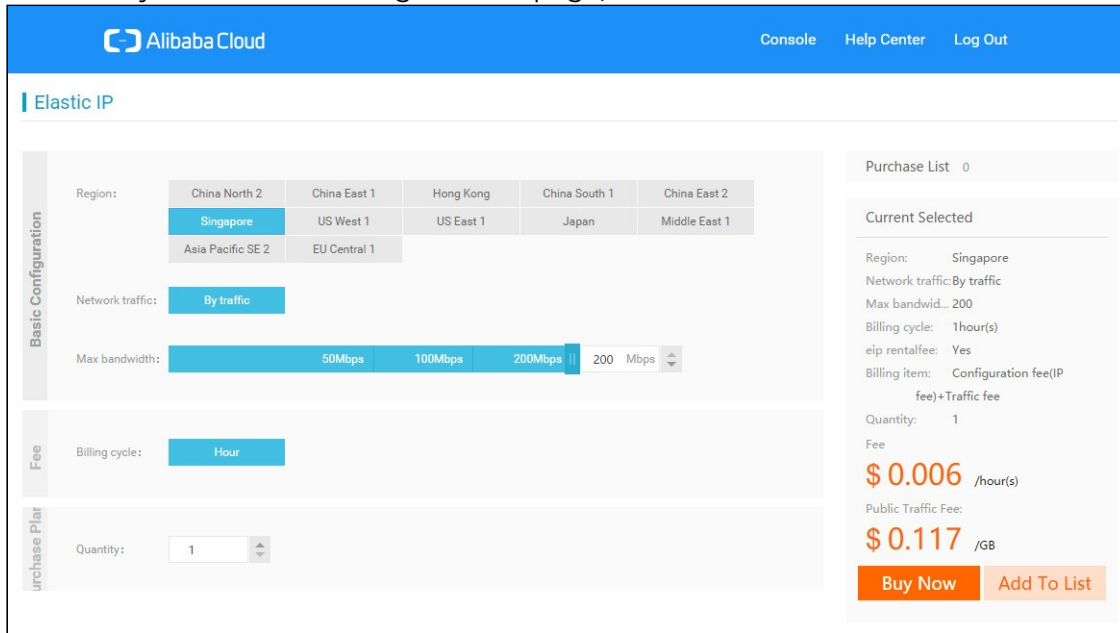 Alibaba Cloud Console Help Center Log Out
Elastic IP
Basic Configuration
Region: China North 2 China East 1 Hong Kong China South 1 China East 2
Singapore US West 1 US East 1 Japan Middle East 1
Asia Pacific SE 2 EU Central 1
Network traffic: By traffic
Max bandwidth: 50Mbps 100Mbps 200Mbps 200 Mbps
Fee
Billing cycle: Hour
urchase Plan
Quantity: 1
Purchase List 0
Current Selected
Region: Singapore
Network traffic: By traffic
Max bandwid... 200
Billing cycle: 1hour(s)
eip rentalfee: Yes
Billing item: Configuration fee(IP
fee)+Traffic fee
Quantity: 1
Fee
$ 0.006 /hour(s)
Public Traffic Fee:
$ 0.117 /GB
Buy Now Add To List